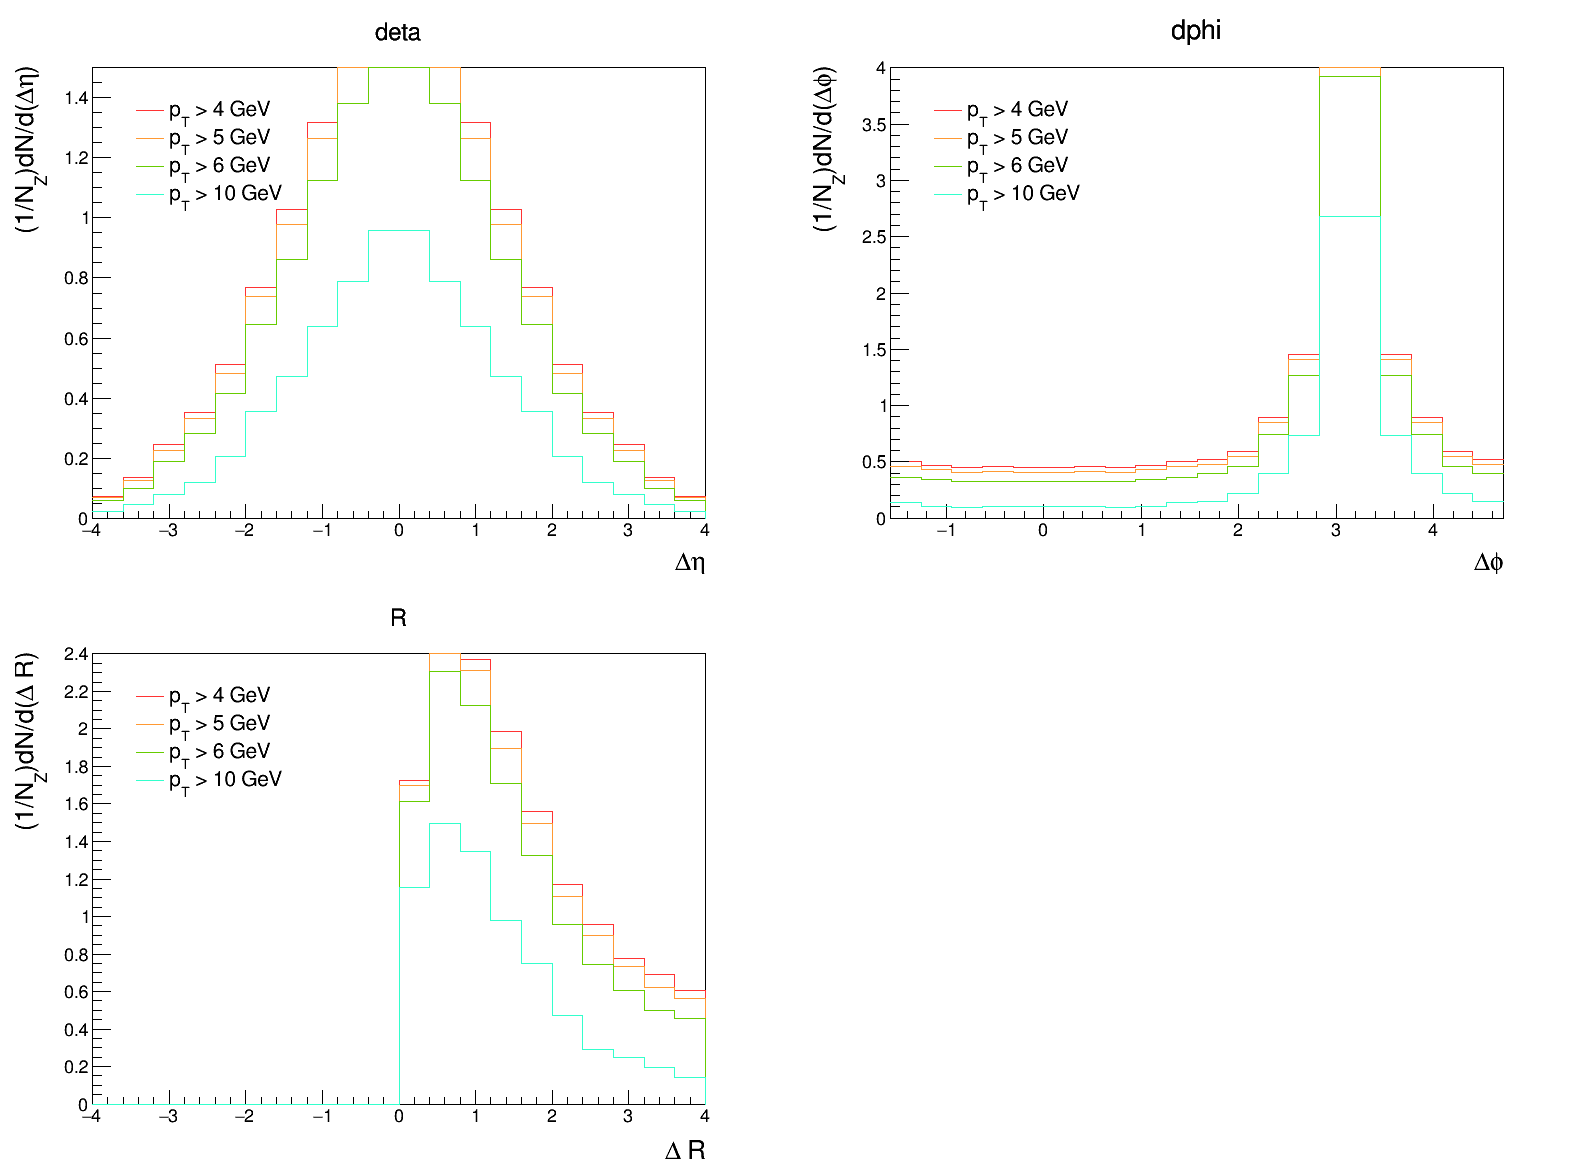 deta
(1/N_Z)dN/d(Δη)
p_T > 4 GeV
p_T > 5 GeV
p_T > 6 GeV
p_T > 10 GeV
1.4
1.2
1
0.8
0.6
0.4
0.2
0
−4 −3 −2 −1 0 1 2 3 4
Δη
dphi
(1/N_Z)dN/d(Δϕ)
p_T > 4 GeV
p_T > 5 GeV
p_T > 6 GeV
p_T > 10 GeV
4
3.5
3
2.5
2
1.5
1
0.5
0
−1 0 1 2 3 4
Δϕ
R
(1/N_Z)dN/d(Δ R)
p_T > 4 GeV
p_T > 5 GeV
p_T > 6 GeV
p_T > 10 GeV
2.4
2.2
2
1.8
1.6
1.4
1.2
1
0.8
0.6
0.4
0.2
0
−4 −3 −2 −1 0 1 2 3 4
Δ R